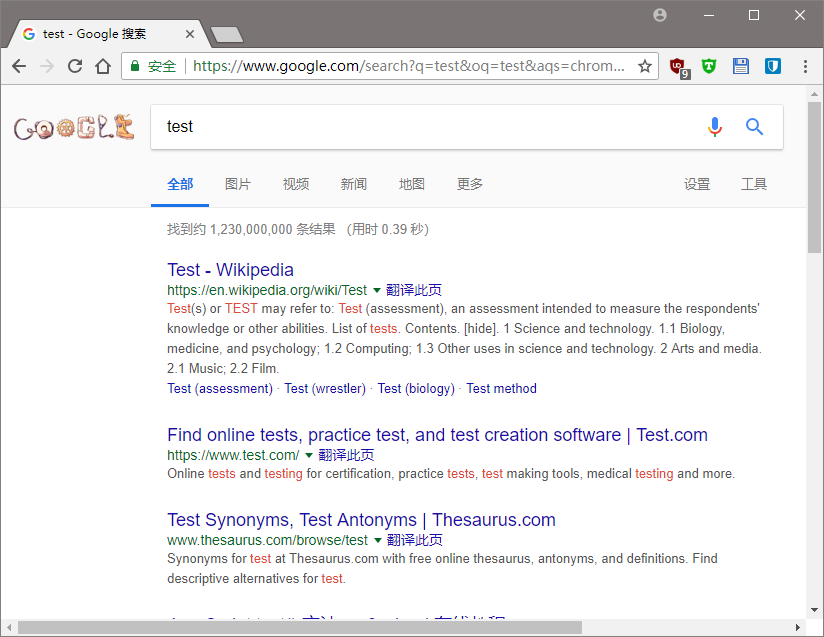 test - Google 搜索
安全 | https://www.google.com/search?q=test&oq=test&aqs=chrom...
9
GOOGLE
test
全部 图片 视频 新闻 地图 更多 设置 工具
找到约 1,230,000,000 条结果 （用时 0.39 秒）
Test - Wikipedia
https://en.wikipedia.org/wiki/Test 翻译此页
Test(s) or TEST may refer to: Test (assessment), an assessment intended to measure the respondents'
knowledge or other abilities. List of tests. Contents. [hide]. 1 Science and technology. 1.1 Biology,
medicine, and psychology; 1.2 Computing; 1.3 Other uses in science and technology. 2 Arts and media.
2.1 Music; 2.2 Film.
Test (assessment) · Test (wrestler) · Test (biology) · Test method
Find online tests, practice test, and test creation software | Test.com
https://www.test.com/ 翻译此页
Online tests and testing for certification, practice tests, test making tools, medical testing and more.
Test Synonyms, Test Antonyms | Thesaurus.com
www.thesaurus.com/browse/test 翻译此页
Synonyms for test at Thesaurus.com with free online thesaurus, antonyms, and definitions. Find
descriptive alternatives for test.